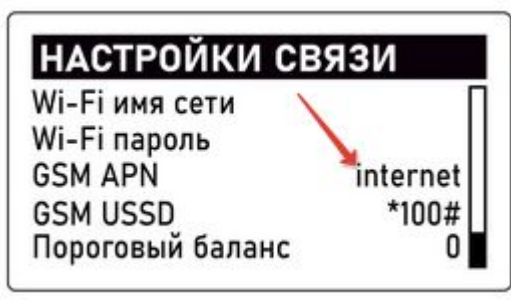 НАСТРОЙКИ СВЯЗИ
Wi-Fi имя сети
Wi-Fi пароль
GSM APN internet
GSM USSD *100#
Пороговый баланс 0